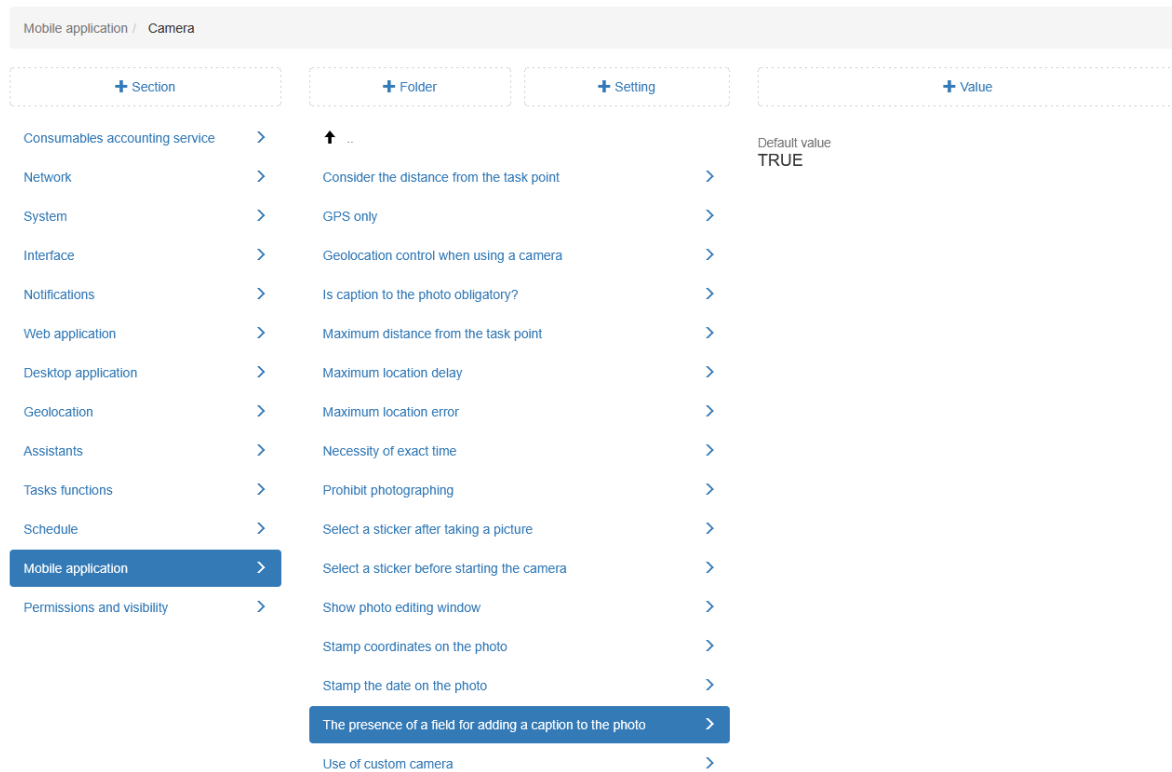 Mobile application / Camera
+ Section
+ Folder
+ Setting
+ Value
Consumables accounting service
Network
System
Interface
Notifications
Web application
Desktop application
Geolocation
Assistants
Tasks functions
Schedule
Mobile application
Permissions and visibility
..
Consider the distance from the task point
GPS only
Geolocation control when using a camera
Is caption to the photo obligatory?
Maximum distance from the task point
Maximum location delay
Maximum location error
Necessity of exact time
Prohibit photographing
Select a sticker after taking a picture
Select a sticker before starting the camera
Show photo editing window
Stamp coordinates on the photo
Stamp the date on the photo
The presence of a field for adding a caption to the photo
Use of custom camera
Default value
TRUE